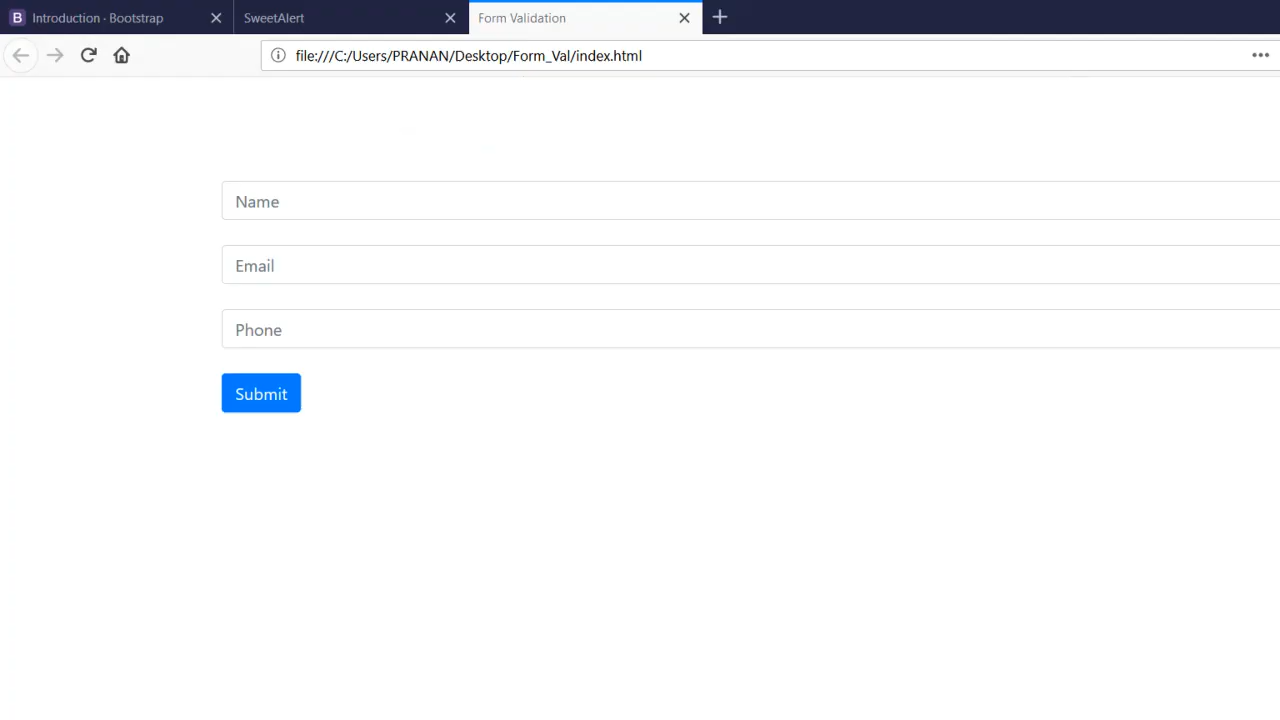 B Introduction · Bootstrap
SweetAlert
Form Validation
file:///C:/Users/PRANAN/Desktop/Form_Val/index.html
Name
Email
Phone
Submit